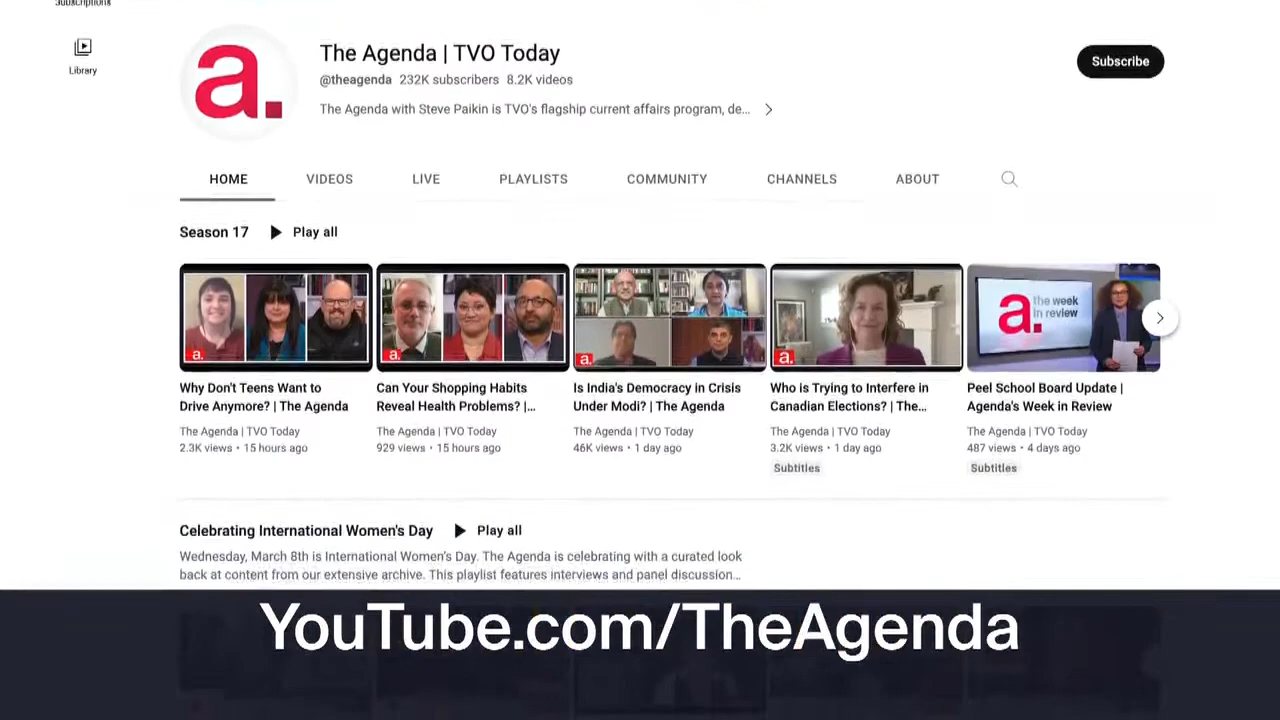 Subscriptions
Library
The Agenda | TVO Today
@theagenda 232K subscribers 8.2K videos
The Agenda with Steve Paikin is TVO's flagship current affairs program, de...
Subscribe
HOME VIDEOS LIVE PLAYLISTS COMMUNITY CHANNELS ABOUT
Season 17 Play all
a. a. a. a. a. the week
in review
Why Don't Teens Want to
Drive Anymore? | The Agenda
The Agenda | TVO Today
2.3K views • 15 hours ago
Can Your Shopping Habits
Reveal Health Problems? |...
The Agenda | TVO Today
929 views • 15 hours ago
Is India's Democracy in Crisis
Under Modi? | The Agenda
The Agenda | TVO Today
46K views • 1 day ago
Who is Trying to Interfere in
Canadian Elections? | The...
The Agenda | TVO Today
3.2K views • 1 day ago
Subtitles
Peel School Board Update |
Agenda's Week in Review
The Agenda | TVO Today
487 views • 4 days ago
Subtitles
Celebrating International Women's Day Play all
Wednesday, March 8th is International Women's Day. The Agenda is celebrating with a curated look
back at content from our extensive archive. This playlist features interviews and panel discussion...
YouTube.com/TheAgenda